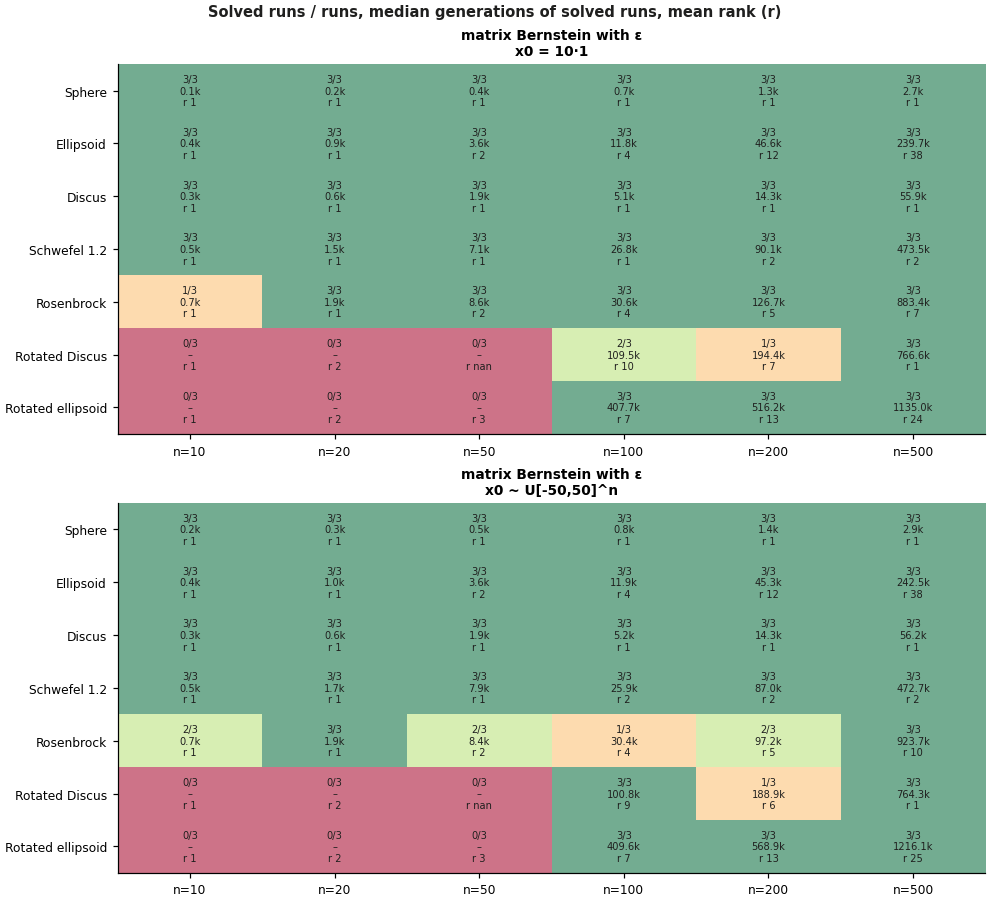 Solved runs / runs, median generations of solved runs, mean rank (r)
matrix Bernstein with ε
x0 = 10·1
Sphere
3/3 3/3 3/3 3/3 3/3 3/3
0.1k 0.2k 0.4k 0.7k 1.3k 2.7k
r 1 r 1 r 1 r 1 r 1 r 1
Ellipsoid
3/3 3/3 3/3 3/3 3/3 3/3
0.4k 0.9k 3.6k 11.8k 46.6k 239.7k
r 1 r 1 r 2 r 4 r 12 r 38
Discus
3/3 3/3 3/3 3/3 3/3 3/3
0.3k 0.6k 1.9k 5.1k 14.3k 55.9k
r 1 r 1 r 1 r 1 r 1 r 1
Schwefel 1.2
3/3 3/3 3/3 3/3 3/3 3/3
0.5k 1.5k 7.1k 26.8k 90.1k 473.5k
r 1 r 1 r 1 r 1 r 2 r 2
Rosenbrock
1/3 3/3 3/3 3/3 3/3 3/3
0.7k 1.9k 8.6k 30.6k 126.7k 883.4k
r 1 r 1 r 2 r 4 r 5 r 7
Rotated Discus
0/3 0/3 0/3 2/3 1/3 3/3
– – – 109.5k 194.4k 766.6k
r 1 r 2 r nan r 10 r 7 r 1
Rotated ellipsoid
0/3 0/3 0/3 3/3 3/3 3/3
– – – 407.7k 516.2k 1135.0k
r 1 r 2 r 3 r 7 r 13 r 24
n=10 n=20 n=50 n=100 n=200 n=500
matrix Bernstein with ε
x0 ~ U[-50,50]^n
Sphere
3/3 3/3 3/3 3/3 3/3 3/3
0.2k 0.3k 0.5k 0.8k 1.4k 2.9k
r 1 r 1 r 1 r 1 r 1 r 1
Ellipsoid
3/3 3/3 3/3 3/3 3/3 3/3
0.4k 1.0k 3.6k 11.9k 45.3k 242.5k
r 1 r 1 r 2 r 4 r 12 r 38
Discus
3/3 3/3 3/3 3/3 3/3 3/3
0.3k 0.6k 1.9k 5.2k 14.3k 56.2k
r 1 r 1 r 1 r 1 r 1 r 1
Schwefel 1.2
3/3 3/3 3/3 3/3 3/3 3/3
0.5k 1.7k 7.9k 25.9k 87.0k 472.7k
r 1 r 1 r 1 r 2 r 2 r 2
Rosenbrock
2/3 3/3 2/3 1/3 2/3 3/3
0.7k 1.9k 8.4k 30.4k 97.2k 923.7k
r 1 r 1 r 2 r 4 r 5 r 10
Rotated Discus
0/3 0/3 0/3 3/3 1/3 3/3
– – – 100.8k 188.9k 764.3k
r 1 r 2 r nan r 9 r 6 r 1
Rotated ellipsoid
0/3 0/3 0/3 3/3 3/3 3/3
– – – 409.6k 568.9k 1216.1k
r 1 r 2 r 3 r 7 r 13 r 25
n=10 n=20 n=50 n=100 n=200 n=500